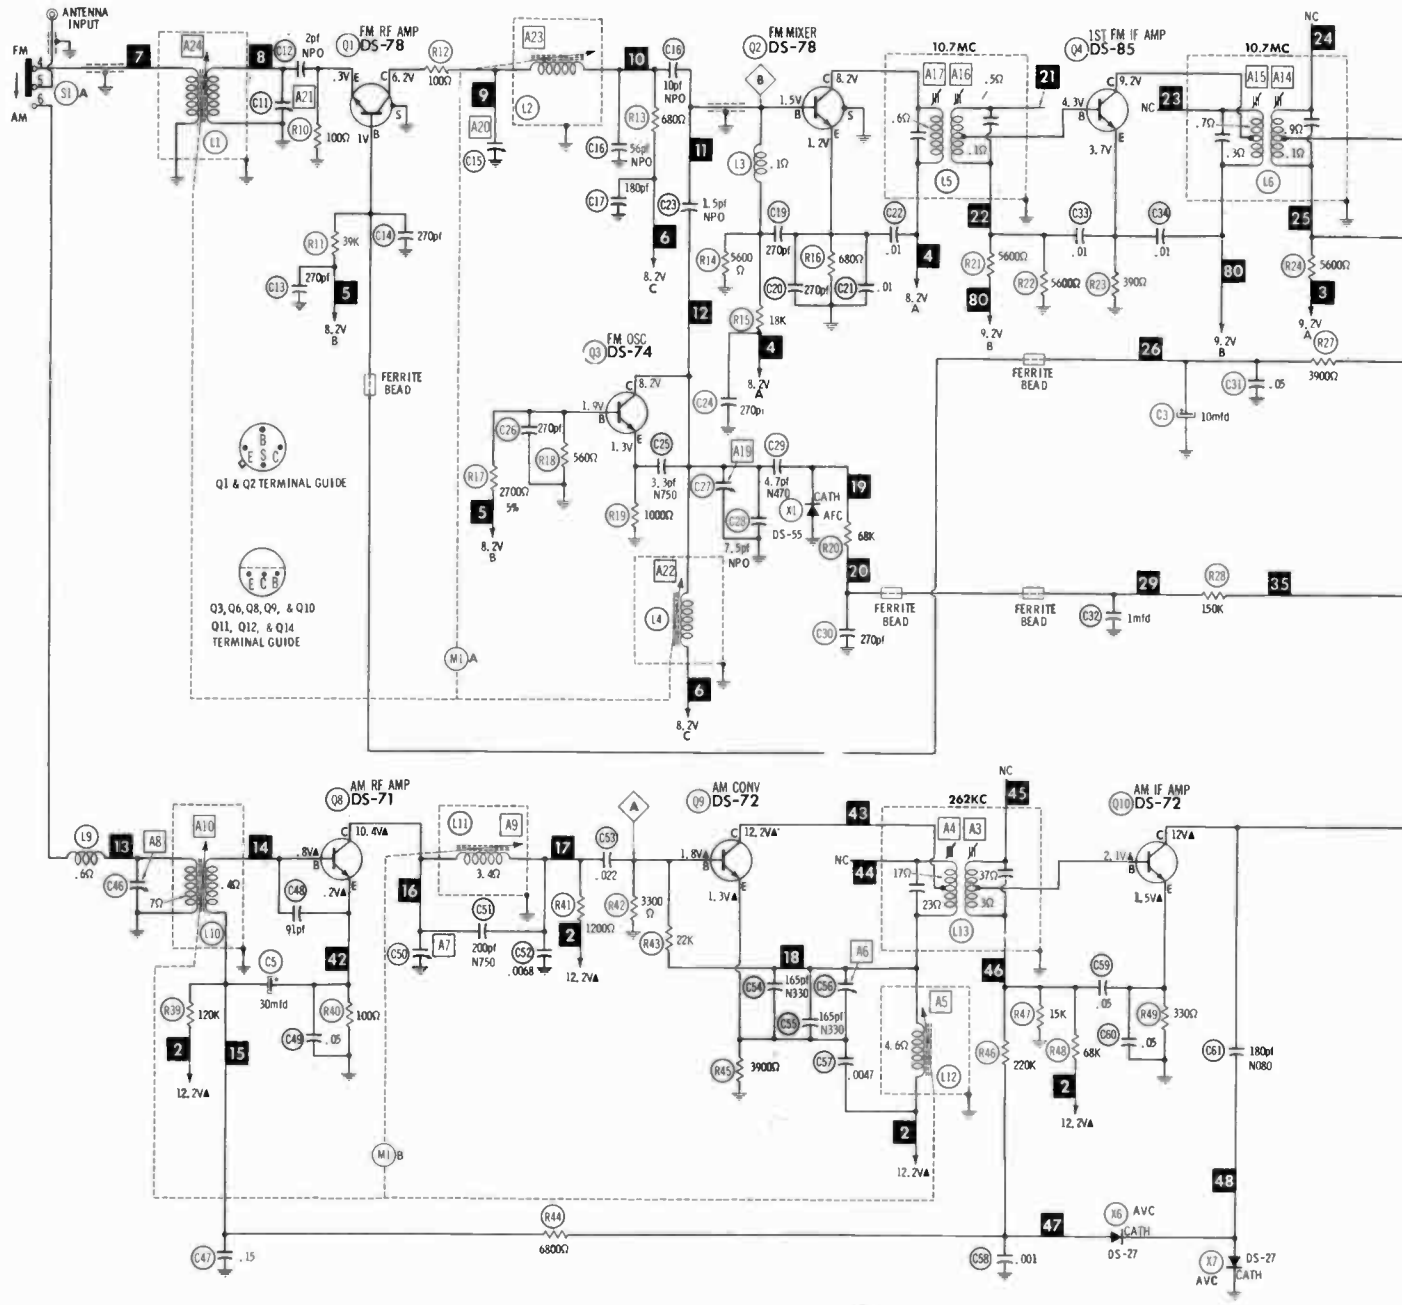 ANTENNA
INPUT
FM
4
5
6
AM
S1 A
7
A24
L1
8
C12
2pf
NPO
C11
A21
R10
100Ω
Q1
FM RF AMP
DS-78
.3V
E
C
6.2V
S
1V
B
R12
100Ω
R11
39K
C14
270pf
C13
270pf
5
8.2V
B
9
A20
C15
A23
L2
10
C16
10pf
NPO
R13
680Ω
C16
56pf
NPO
C17
180pf
6
8.2V
C
11
C23
1.5pf
NPO
12
B
Q2
FM MIXER
DS-78
1.5V
B
C
8.2V
S
E
1.2V
L3
.1Ω
R14
5600
Ω
C19
270pf
C20
270pf
R16
680Ω
C21
.01
C22
.01
4
8.2V
A
R15
18K
4
8.2V
A
C24
270pf
10.7MC
A17
A16
.5Ω
.6Ω
.1Ω
L5
21
22
R21
5600Ω
80
9.2V
B
R22
5600Ω
C33
.01
Q4
1ST FM IF AMP
DS-85
C
9.2V
4.3V
B
E
3.7V
R23
390Ω
C34
.01
NC
23
10.7MC
A15
A14
.7Ω
.9Ω
.3Ω
.1Ω
L6
NC
24
25
80
9.2V
B
R24
5600Ω
3
9.2V
A
R27
3900Ω
26
FERRITE
BEAD
C3
10mfd
C31
.05
FERRITE
BEAD
B
E S C
Q1 & Q2 TERMINAL GUIDE
E C B
Q3, Q6, Q8, Q9, & Q10
Q11, Q12, & Q14
TERMINAL GUIDE
Q3
FM OSC
DS-74
C
8.2V
1.9V
B
E
1.3V
C26
270pf
R18
560Ω
R17
2700Ω
5%
5
8.2V
B
C25
3.3pf
N750
R19
1000Ω
A19
C27
C28
7.5pf
NPO
C29
4.7pf
N470
CATH
X1
AFC
DS-55
19
R20
68K
20
C30
270pf
FERRITE
BEAD
FERRITE
BEAD
29
C32
1mfd
R28
150K
35
A22
L4
6
8.2V
C
M1 A
L9
.6Ω
13
A8
C46
A10
7Ω
.4Ω
L10
14
Q8
AM RF AMP
DS-71
C
10.4V▲
.8V▲
B
E
.2V▲
C48
91pf
42
C5
30mfd
R39
120K
2
12.2V▲
15
C49
.05
R40
100Ω
16
L11
A9
3.4Ω
C51
200pf
N750
C50
A7
C52
.0068
17
C53
.022
R41
1200Ω
2
12.2V▲
A
R42
3300
Ω
R43
22K
Q9
AM CONV
DS-72
C
12.2V▲
1.8V▲
B
E
1.3V▲
18
C54
165pf
N330
C55
165pf
N330
C56
A6
C57
.0047
R45
3900Ω
43
NC
44
262KC
A4
A3
17Ω
37Ω
23Ω
3Ω
L13
NC
45
46
A5
4.6Ω
L12
2
12.2V▲
Q10
AM IF AMP
DS-72
C
12V▲
2.1V▲
B
E
1.5V▲
R46
220K
R47
15K
R48
68K
2
12.2V▲
C59
.05
C60
.05
R49
330Ω
C61
180pf
N080
M1 B
R44
6800Ω
C47
.15
C58
.001
47
X6
AVC
CATH
DS-27
48
X7
AVC
DS-27
CATH